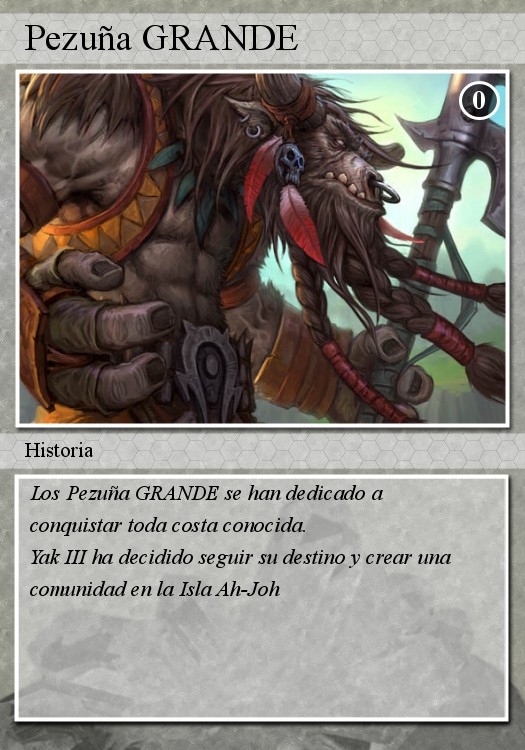 Pezuña GRANDE
0
Historia
Los Pezuña GRANDE se han dedicado a
conquistar toda costa conocida.
Yak III ha decidido seguir su destino y crear una
comunidad en la Isla Ah-Joh